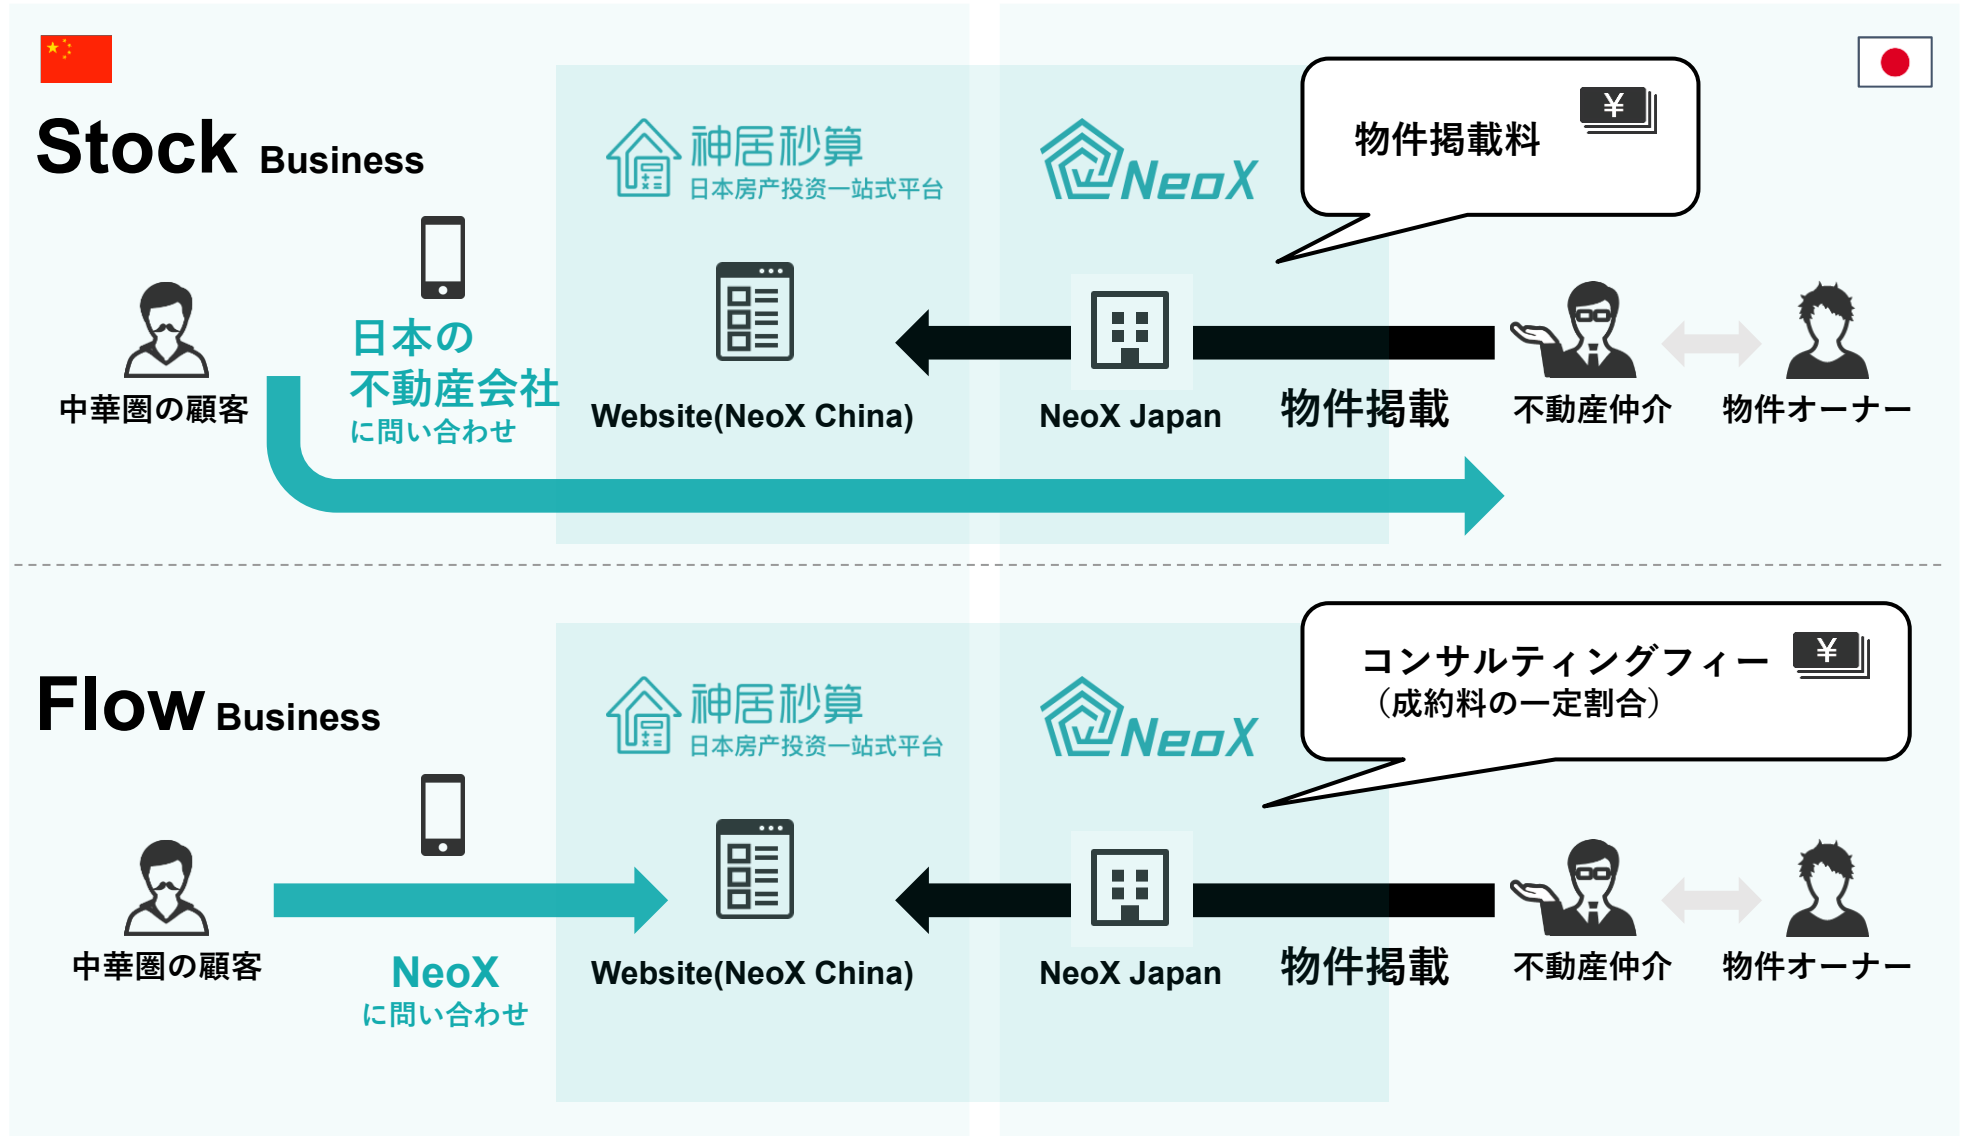 Stock Business
神居秒算
日本房产投资一站式平台
NeoX
物件掲載料
¥
日本の
不動産会社
に問い合わせ
中華圏の顧客
Website(NeoX China)
NeoX Japan
物件掲載
不動産仲介
物件オーナー
Flow Business
神居秒算
日本房产投资一站式平台
NeoX
コンサルティングフィー
（成約料の一定割合）
¥
中華圏の顧客
NeoX
に問い合わせ
Website(NeoX China)
NeoX Japan
物件掲載
不動産仲介
物件オーナー